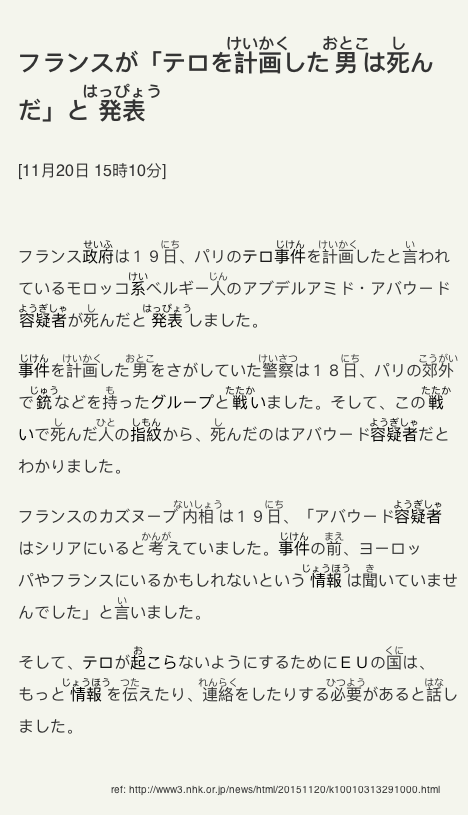 フランスが「テロを計画した男は死ん
だ」と発表
[11月20日 15時10分]
フランス政府は１９日、パリのテロ事件を計画したと言われ
ているモロッコ系ベルギー人のアブデルアミド・アバウード
容疑者が死んだと発表しました。
事件を計画した男をさがしていた警察は１８日、パリの郊外
で銃などを持ったグループと戦いました。そして、この戦
いで死んだ人の指紋から、死んだのはアバウード容疑者だと
わかりました。
フランスのカズヌーブ内相は１９日、「アバウード容疑者
はシリアにいると考えていました。事件の前、ヨーロッ
パやフランスにいるかもしれないという情報は聞いていませ
んでした」と言いました。
そして、テロが起こらないようにするためにＥＵの国は、
もっと情報を伝えたり、連絡をしたりする必要があると話し
ました。
ref: http://www3.nhk.or.jp/news/html/20151120/k10010313291000.html